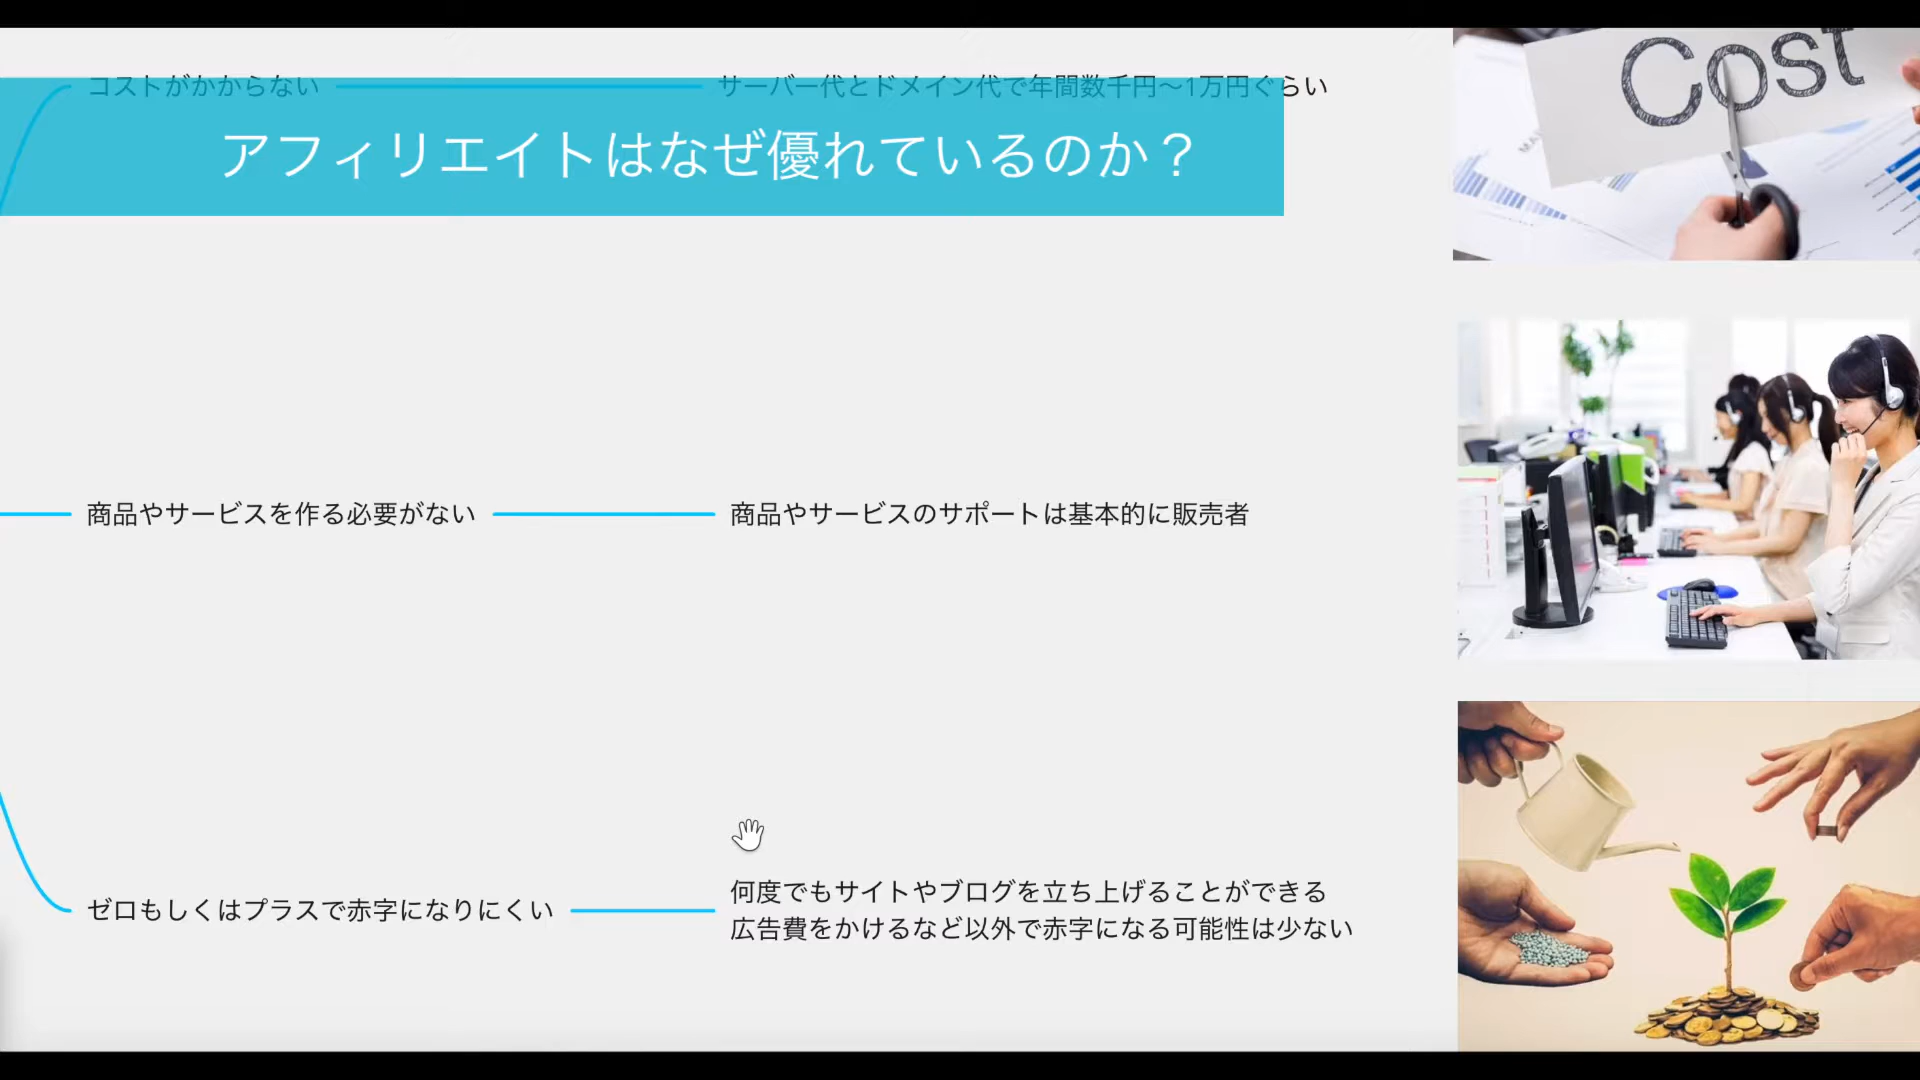 コストがかからない
サーバー代とドメイン代で年間数千円〜1万円ぐらい
アフィリエイトはなぜ優れているのか？
Cost
商品やサービスを作る必要がない
商品やサービスのサポートは基本的に販売者
ゼロもしくはプラスで赤字になりにくい
何度でもサイトやブログを立ち上げることができる
広告費をかけるなど以外で赤字になる可能性は少ない